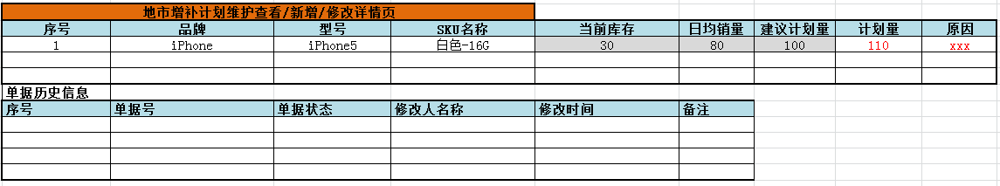 地市增补计划维护查看/新增/修改详情页
序号 品牌 型号 SKU名称 当前库存 日均销量 建议计划量 计划量 原因
1 iPhone iPhone5 白色-16G 30 80 100 110 xxx
单据历史信息
序号 单据号 单据状态 修改人名称 修改时间 备注